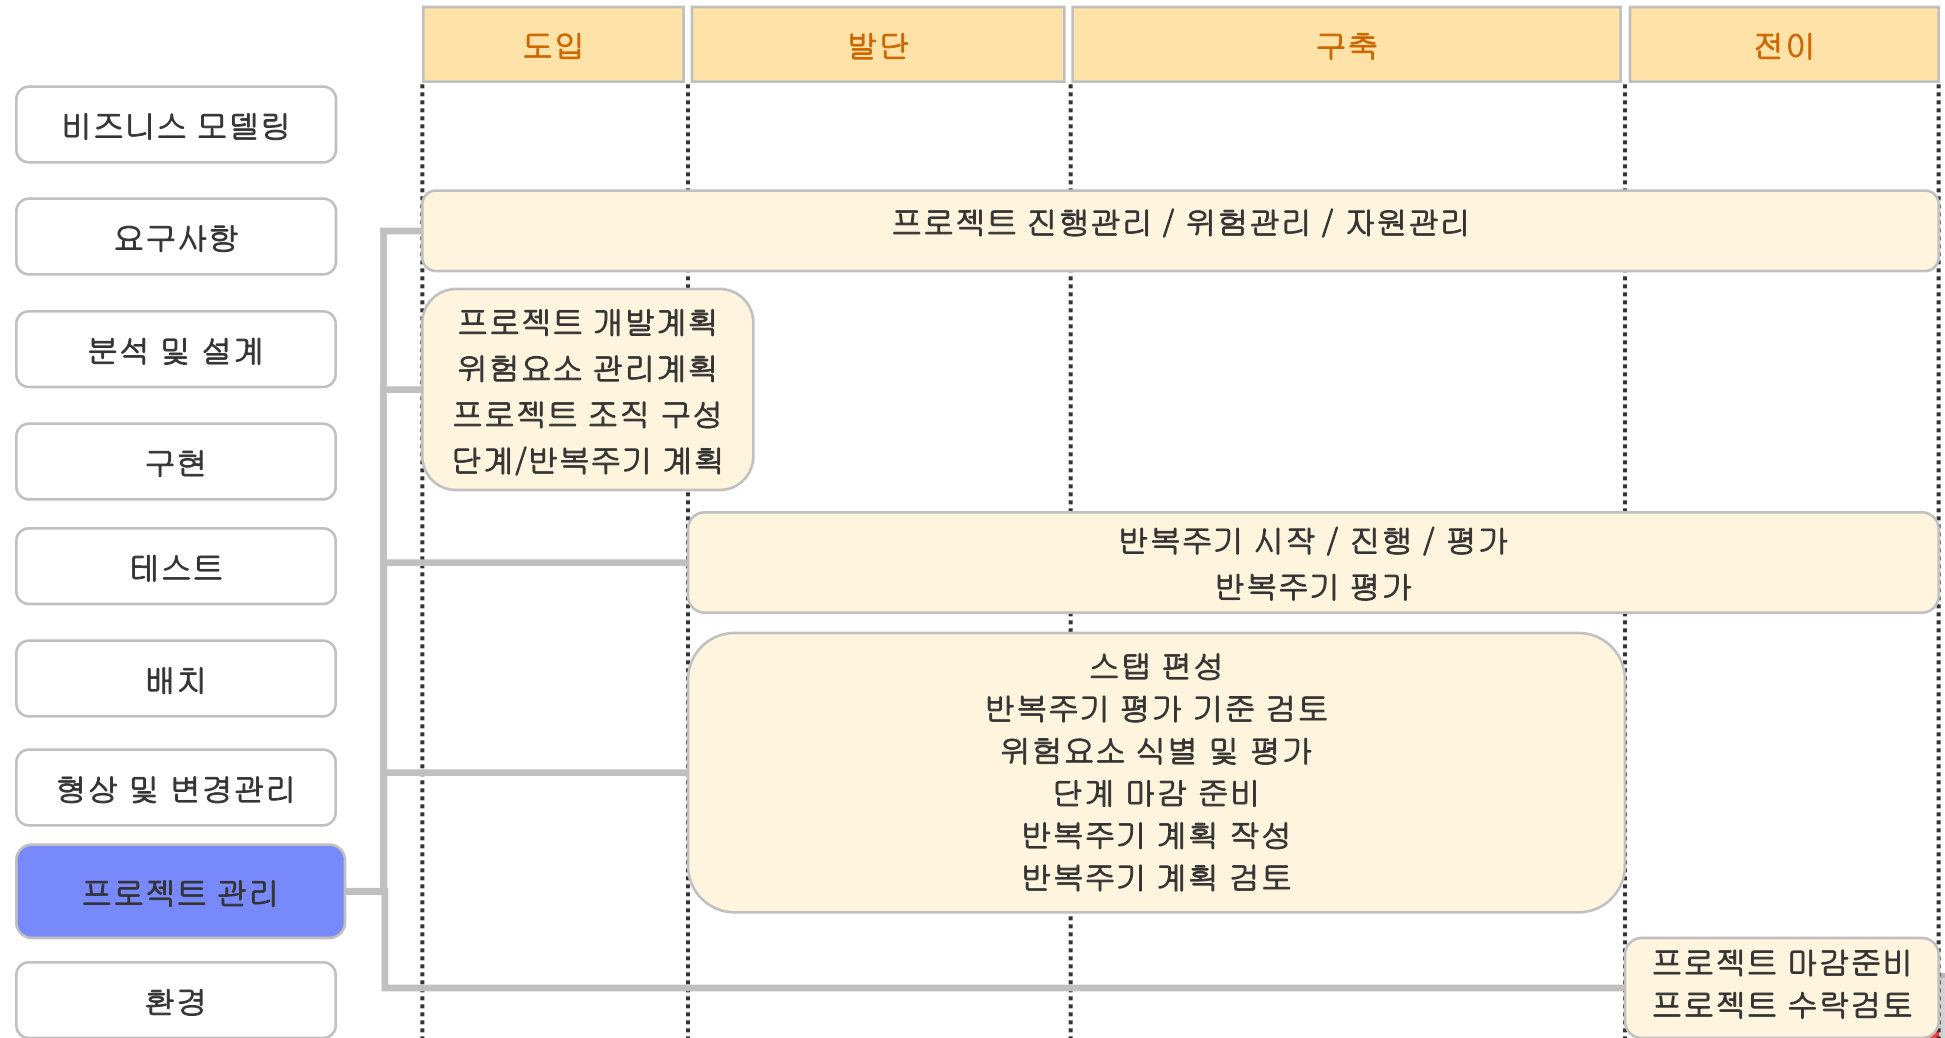 도입
발단
구축
전이
비즈니스 모델링
요구사항
분석 및 설계
구현
테스트
배치
형상 및 변경관리
프로젝트 관리
환경
프로젝트 진행관리 / 위험관리 / 자원관리
프로젝트 개발계획
위험요소 관리계획
프로젝트 조직 구성
단계/반복주기 계획
반복주기 시작 / 진행 / 평가
반복주기 평가
스탭 편성
반복주기 평가 기준 검토
위험요소 식별 및 평가
단계 마감 준비
반복주기 계획 작성
반복주기 계획 검토
프로젝트 마감준비
프로젝트 수락검토